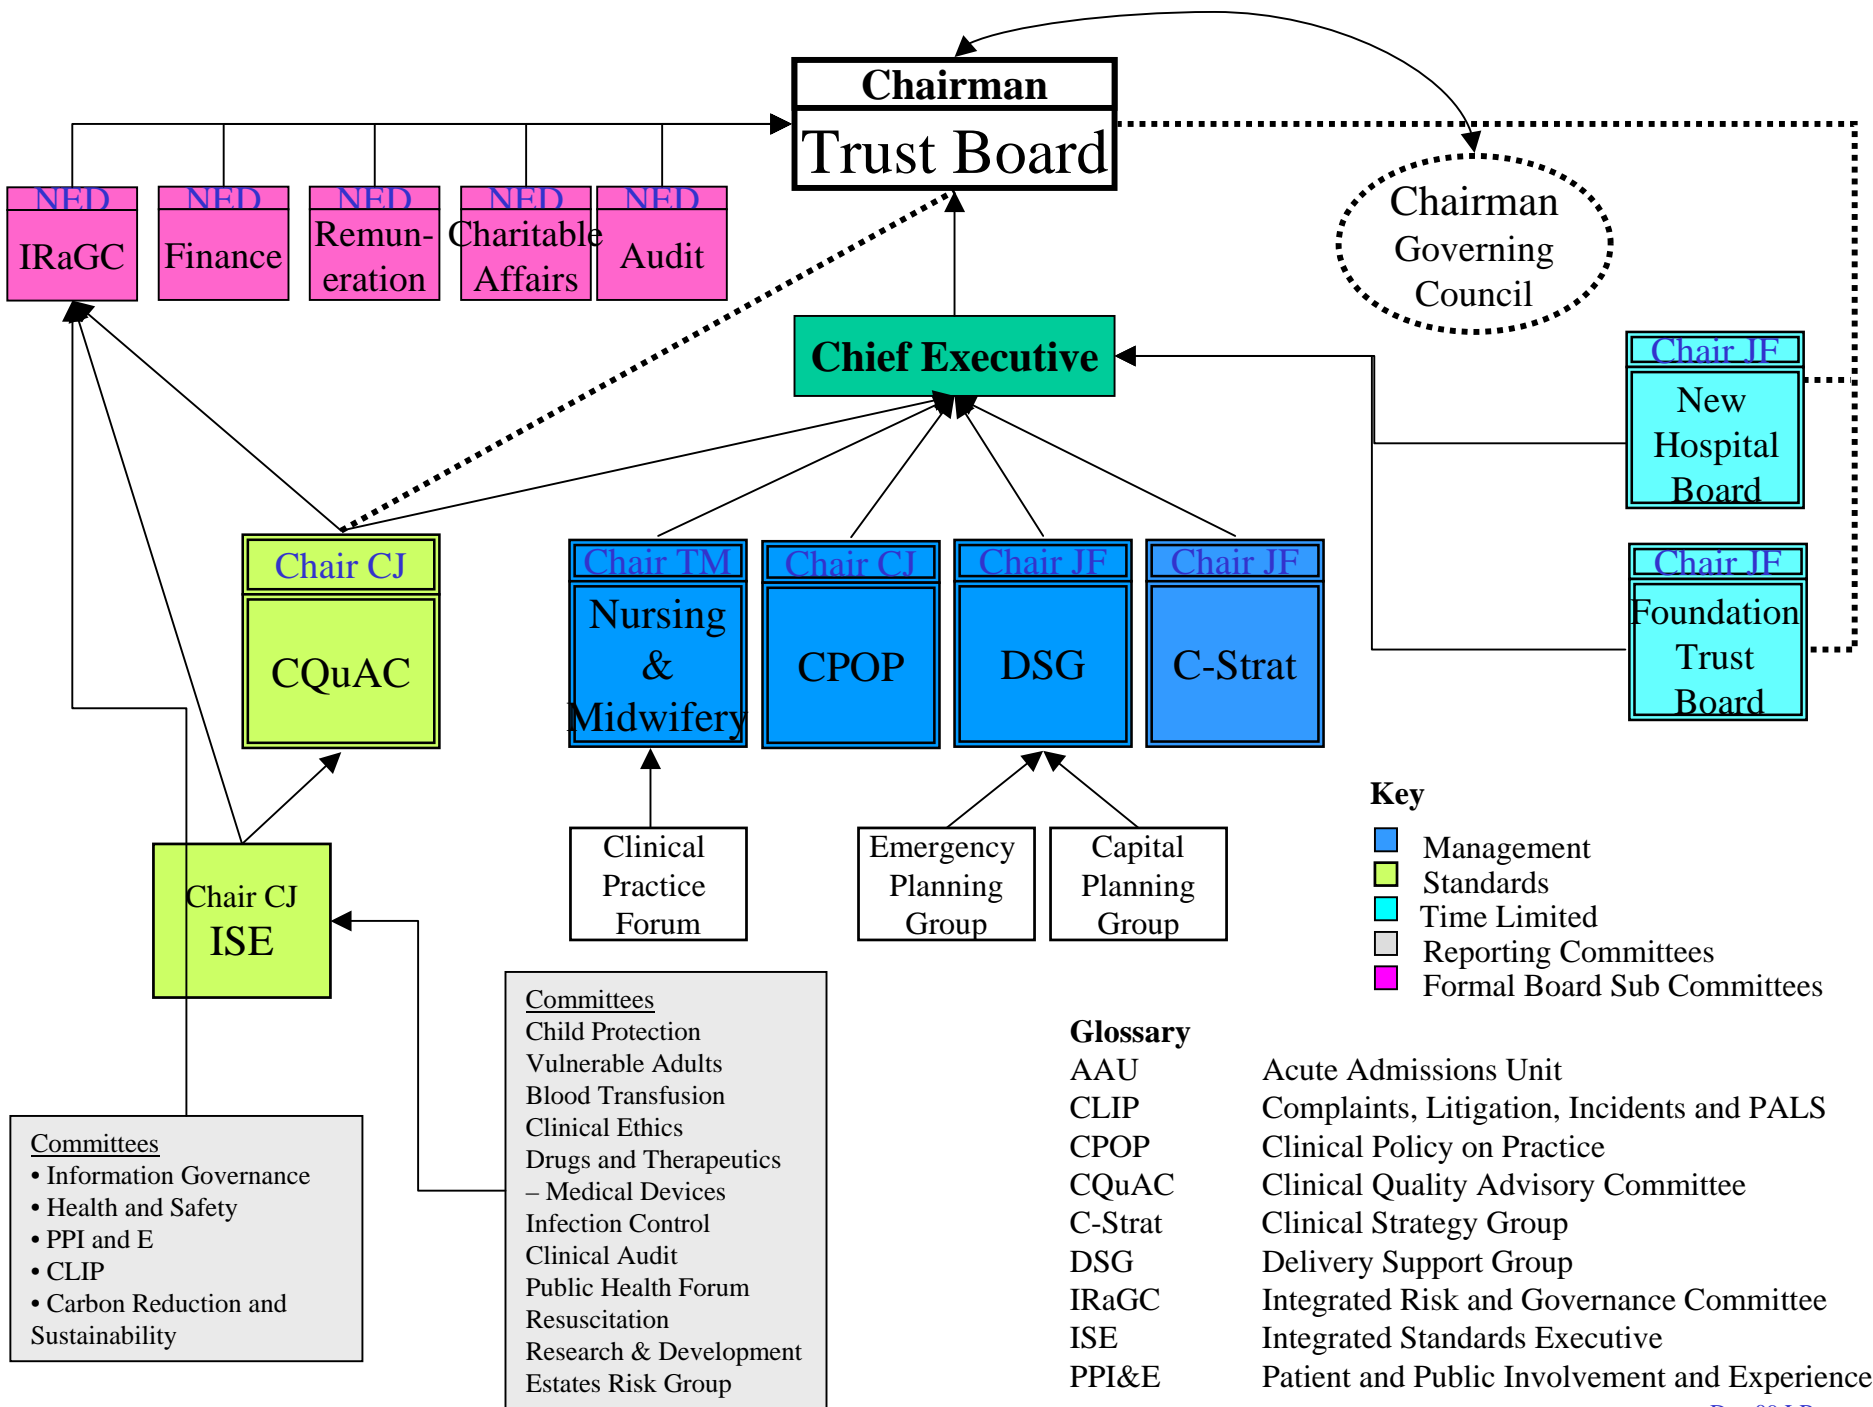 Chairman
Trust Board
NED
IRaGC
NED
Finance
NED
Remun-
eration
NED
Charitable
Affairs
NED
Audit
Chairman
Governing
Council
Chief Executive
Chair JF
New
Hospital
Board
Chair JF
Foundation
Trust
Board
Chair CJ
CQuAC
Chair TM
Nursing
&
Midwifery
Chair CJ
CPOP
Chair JF
DSG
Chair JF
C-Strat
Chair CJ
ISE
Clinical
Practice
Forum
Emergency
Planning
Group
Capital
Planning
Group
Key
Management
Standards
Time Limited
Reporting Committees
Formal Board Sub Committees
Committees
• Information Governance
• Health and Safety
• PPI and E
• CLIP
• Carbon Reduction and
Sustainability
Committees
Child Protection
Vulnerable Adults
Blood Transfusion
Clinical Ethics
Drugs and Therapeutics
– Medical Devices
Infection Control
Clinical Audit
Public Health Forum
Resuscitation
Research & Development
Estates Risk Group
Glossary
AAU Acute Admissions Unit
CLIP Complaints, Litigation, Incidents and PALS
CPOP Clinical Policy on Practice
CQuAC Clinical Quality Advisory Committee
C-Strat Clinical Strategy Group
DSG Delivery Support Group
IRaGC Integrated Risk and Governance Committee
ISE Integrated Standards Executive
PPI&E Patient and Public Involvement and Experience